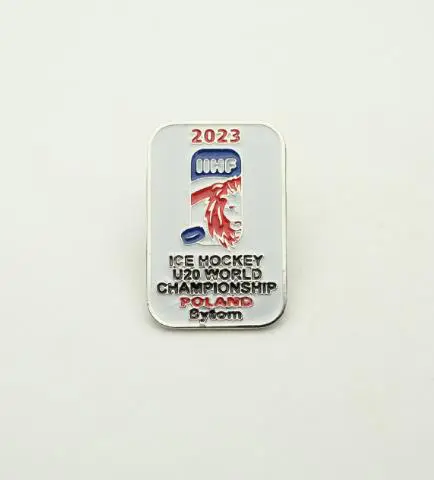 2023
IIHF
ICE HOCKEY
U20 WORLD
CHAMPIONSHIP
POLAND
Bytom